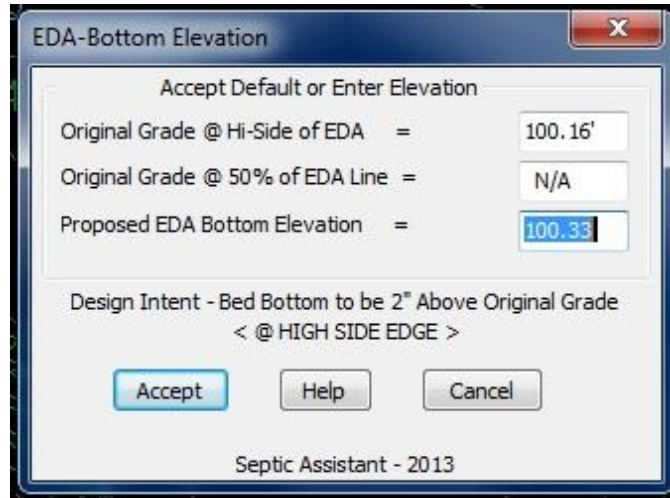 EDA-Bottom Elevation
Accept Default or Enter Elevation
Original Grade @ Hi-Side of EDA = 100.16'
Original Grade @ 50% of EDA Line = N/A
Proposed EDA Bottom Elevation = 100.33
Design Intent - Bed Bottom to be 2" Above Original Grade
< @ HIGH SIDE EDGE >
Accept Help Cancel
Septic Assistant - 2013